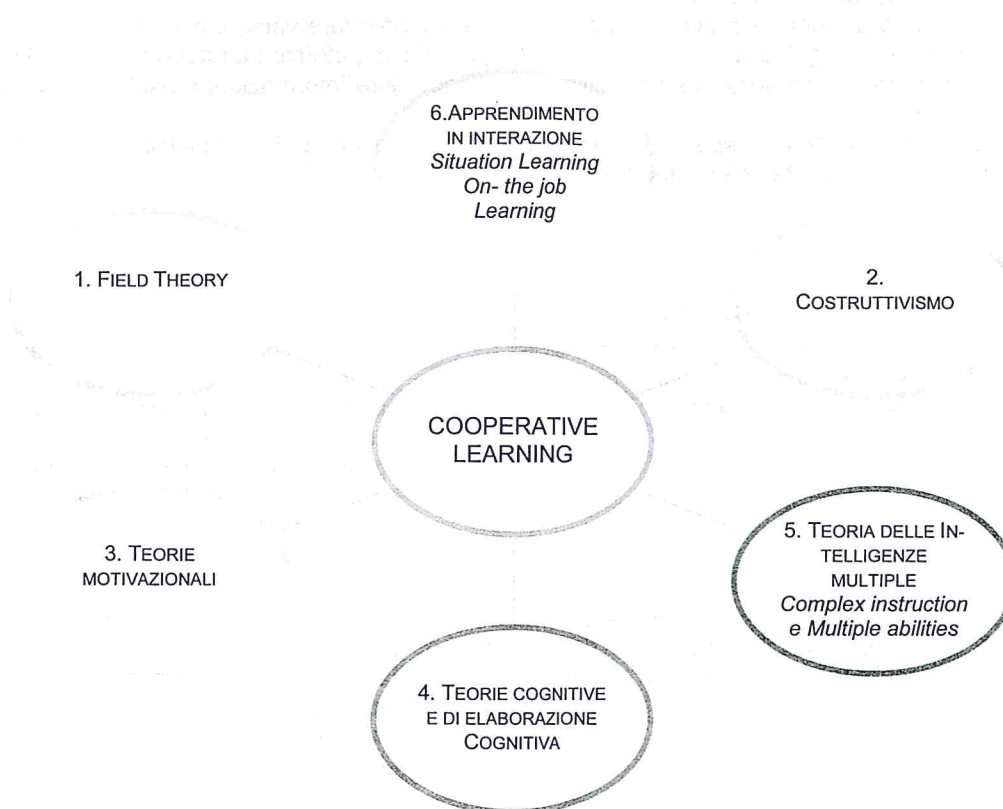 6.APPRENDIMENTO
IN INTERAZIONE
Situation Learning
On- the job
Learning
1. FIELD THEORY
2.
COSTRUTTIVISMO
COOPERATIVE
LEARNING
3. TEORIE
MOTIVAZIONALI
5. TEORIA DELLE IN-
TELLIGENZE
MULTIPLE
Complex instruction
e Multiple abilities
4. TEORIE COGNITIVE
E DI ELABORAZIONE
COGNITIVA